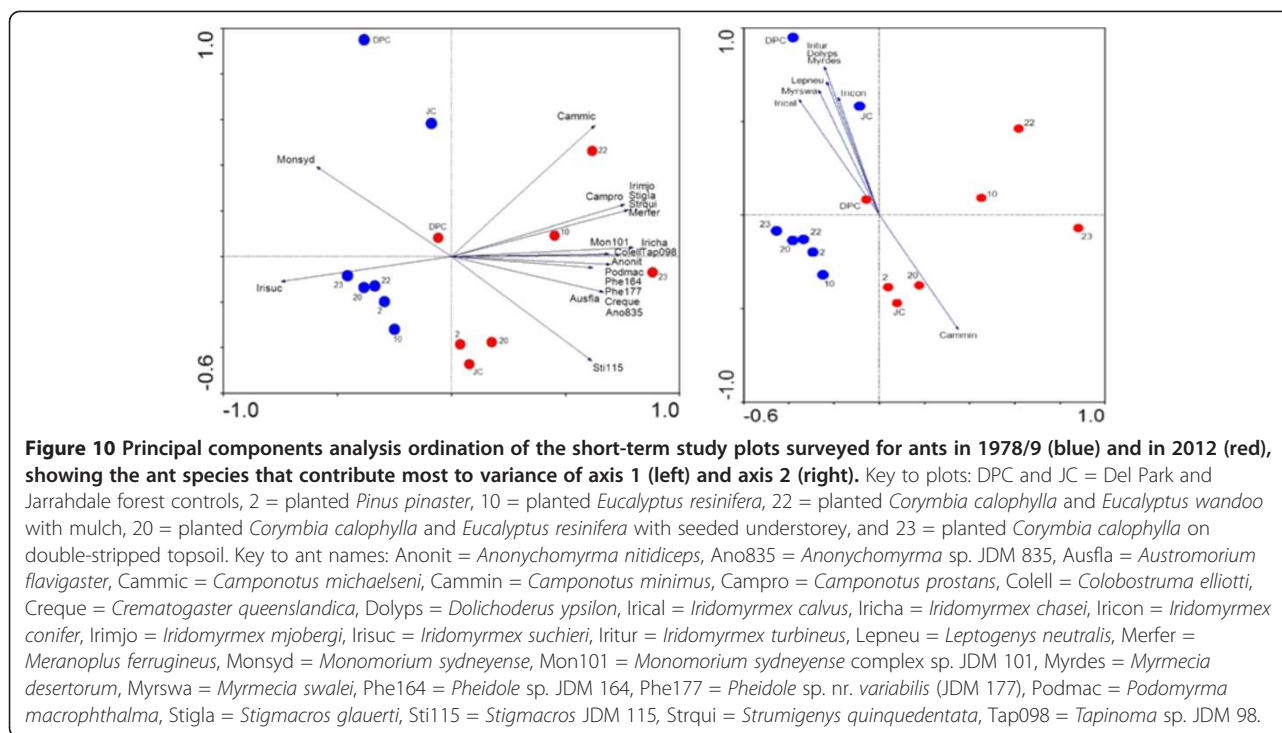 1.0
DPC
JC
Cammic
22
Monsyd
Campro
Irimjo
Stigla
Strqui
Merfer
DPC
10
Mon101 Iricha
ColellTap098
Anonit
Podmac
Phe164
Phe177
Creque
Ano835
Ausfla
23
Irisuc
23
20
22
2
10
2
20
JC
Sti115
-0.6
-1.0
1.0
1.0
DPC
Iritur
Dolyps
Myrdes
Lepneu
Iricon
Myrswa
Irical
JC
22
DPC
10
23
23
20
22
2
10
2
20
JC
Cammin
-1.0
-0.6
1.0
Figure 10 Principal components analysis ordination of the short-term study plots surveyed for ants in 1978/9 (blue) and in 2012 (red),
showing the ant species that contribute most to variance of axis 1 (left) and axis 2 (right). Key to plots: DPC and JC = Del Park and
Jarrahdale forest controls, 2 = planted Pinus pinaster, 10 = planted Eucalyptus resinifera, 22 = planted Corymbia calophylla and Eucalyptus wandoo
with mulch, 20 = planted Corymbia calophylla and Eucalyptus resinifera with seeded understorey, and 23 = planted Corymbia calophylla on
double-stripped topsoil. Key to ant names: Anonit = Anonychomyrma nitidiceps, Ano835 = Anonychomyrma sp. JDM 835, Ausfla = Austromorium
flavigaster, Cammic = Camponotus michaelseni, Cammin = Camponotus minimus, Campro = Camponotus prostans, Colell = Colobostruma elliotti,
Creque = Crematogaster queenslandica, Dolyps = Dolichoderus ypsilon, Irical = Iridomyrmex calvus, Iricha = Iridomyrmex chasei, Iricon = Iridomyrmex
conifer, Irimjo = Iridomyrmex mjobergi, Irisuc = Iridomyrmex suchieri, Iritur = Iridomyrmex turbineus, Lepneu = Leptogenys neutralis, Merfer =
Meranoplus ferrugineus, Monsyd = Monomorium sydneyense, Mon101 = Monomorium sydneyense complex sp. JDM 101, Myrdes = Myrmecia
desertorum, Myrswa = Myrmecia swalei, Phe164 = Pheidole sp. JDM 164, Phe177 = Pheidole sp. nr. variabilis (JDM 177), Podmac = Podomyrma
macrophthalma, Stigla = Stigmacros glauerti, Sti115 = Stigmacros JDM 115, Strqui = Strumigenys quinquedentata, Tap098 = Tapinoma sp. JDM 98.